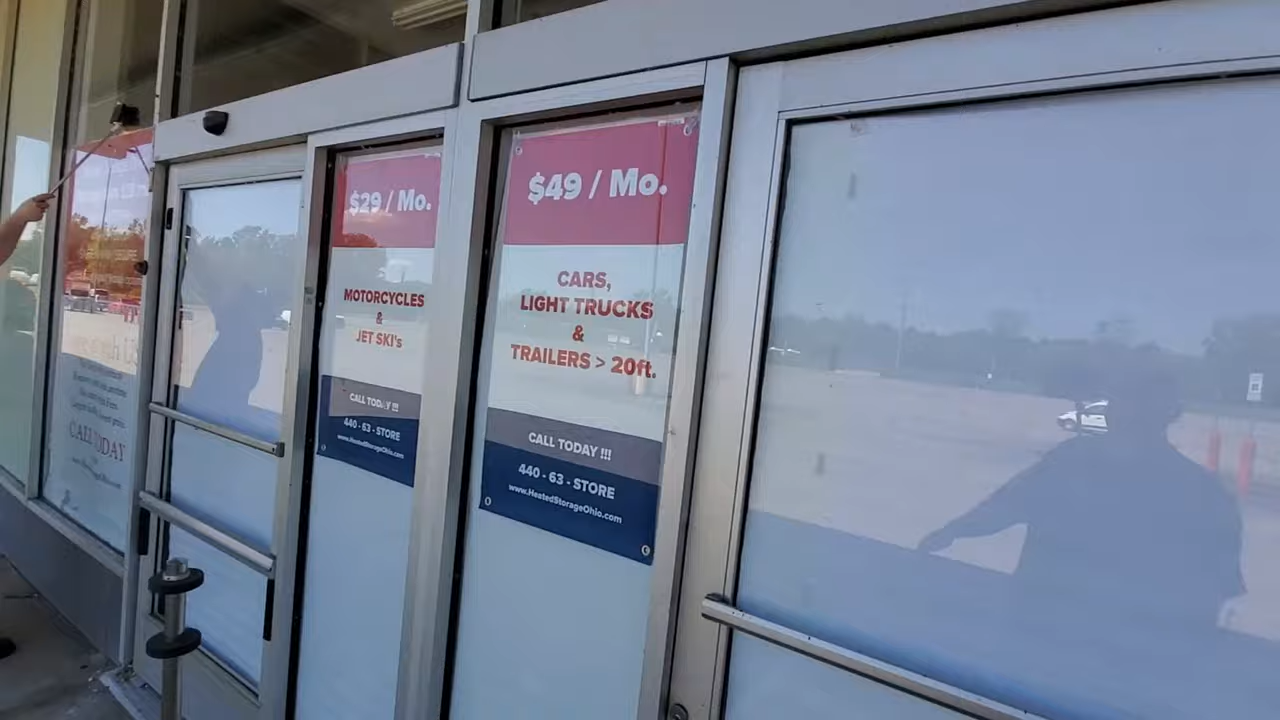 CALL TODAY
$29 / Mo.
MOTORCYCLES
&
JET SKI's
CALL TODAY !!!
440 - 63 - STORE
www.HeatedStorageOhio.com
$49 / Mo.
CARS,
LIGHT TRUCKS
&
TRAILERS > 20ft.
CALL TODAY !!!
440 - 63 - STORE
www.HeatedStorageOhio.com